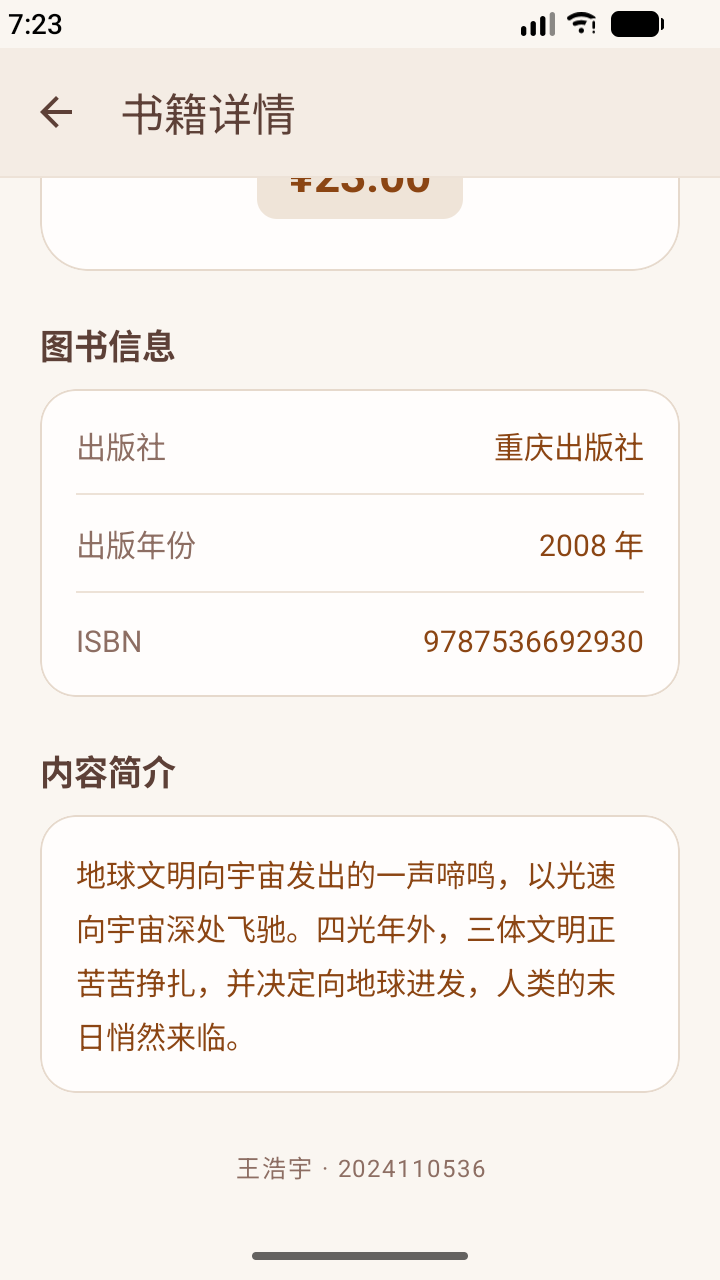 7:23
书籍详情
¥23.00
图书信息
出版社 重庆出版社
出版年份 2008 年
ISBN 9787536692930
内容简介
地球文明向宇宙发出的一声啼鸣，以光速
向宇宙深处飞驰。四光年外，三体文明正
苦苦挣扎，并决定向地球进发，人类的末
日悄然来临。
王浩宇 · 2024110536